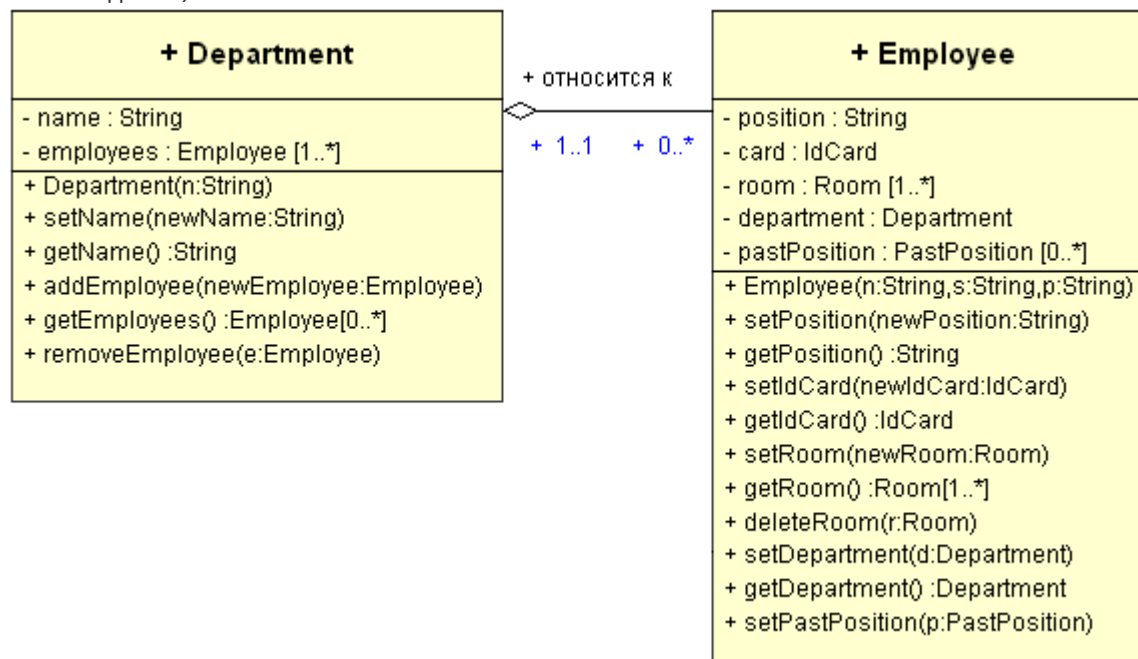 + Department
- name : String
- employees : Employee [1..*]
+ Department(n:String)
+ setName(newName:String)
+ getName() :String
+ addEmployee(newEmployee:Employee)
+ getEmployees() :Employee[0..*]
+ removeEmployee(e:Employee)
+ относится к
+ 1..1 + 0..*
+ Employee
- position : String
- card : IdCard
- room : Room [1..*]
- department : Department
- pastPosition : PastPosition [0..*]
+ Employee(n:String,s:String,p:String)
+ setPosition(newPosition:String)
+ getPosition() :String
+ setIdCard(newIdCard:IdCard)
+ getIdCard() :IdCard
+ setRoom(newRoom:Room)
+ getRoom() :Room[1..*]
+ deleteRoom(r:Room)
+ setDepartment(d:Department)
+ getDepartment() :Department
+ setPastPosition(p:PastPosition)